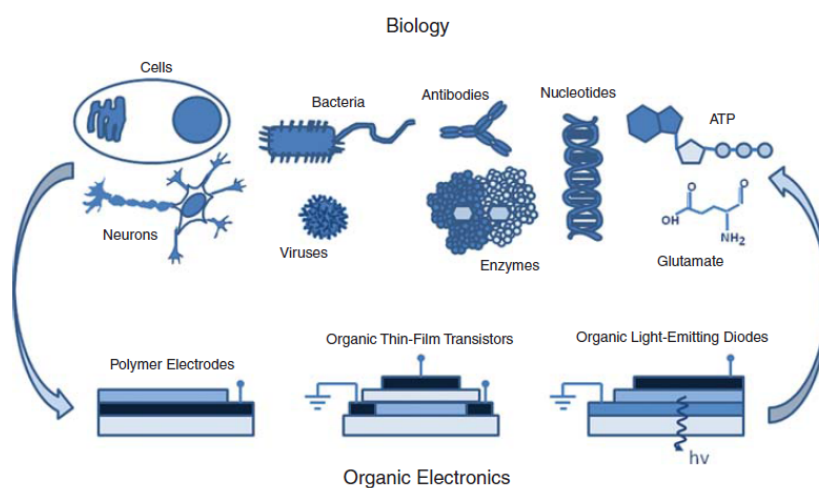 Biology
Cells
Bacteria
Antibodies
Nucleotides
ATP
Neurons
Viruses
Enzymes
O
O
OH
NH₂
Glutamate
Polymer Electrodes
Organic Thin-Film Transistors
Organic Light-Emitting Diodes
hν
Organic Electronics